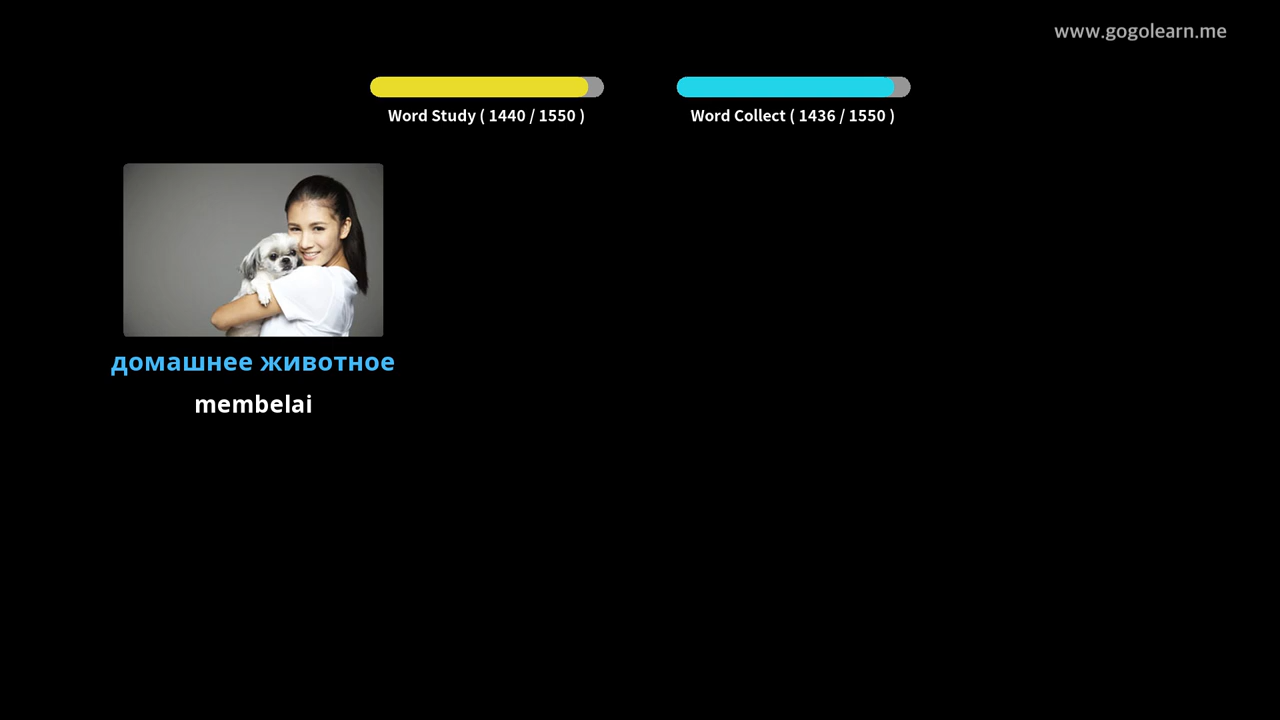 www.gogolearn.me
Word Study ( 1440 / 1550 )
Word Collect ( 1436 / 1550 )
домашнее животное
membelai